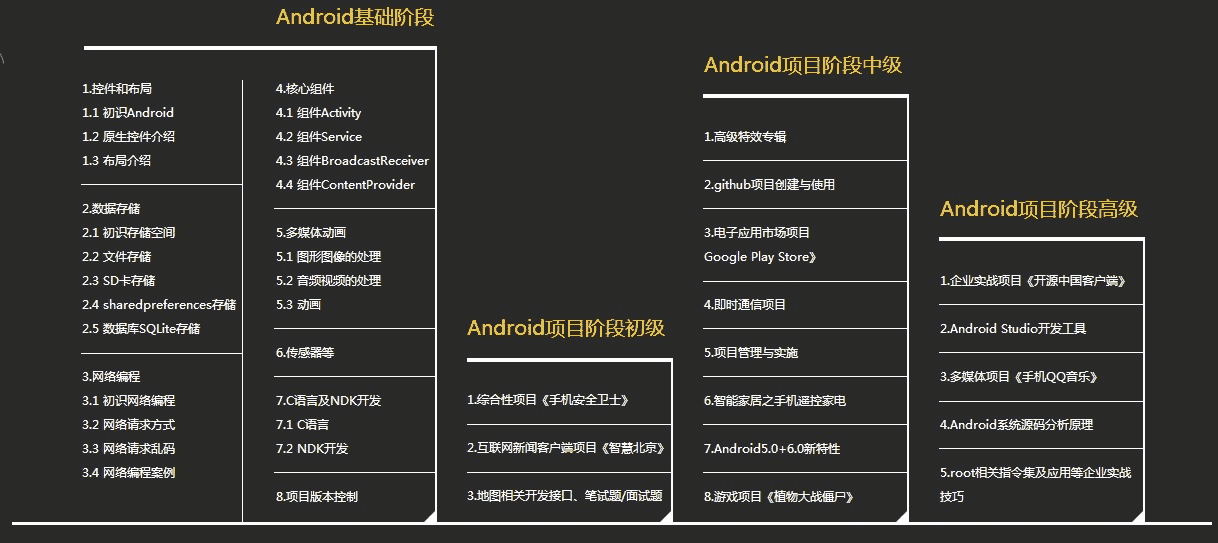 Android基础阶段
1.控件和布局
1.1 初识Android
1.2 原生控件介绍
1.3 布局介绍
2.数据存储
2.1 初识存储空间
2.2 文件存储
2.3 SD卡存储
2.4 sharedpreferences存储
2.5 数据库SQLite存储
3.网络编程
3.1 初识网络编程
3.2 网络请求方式
3.3 网络请求乱码
3.4 网络编程案例
4.核心组件
4.1 组件Activity
4.2 组件Service
4.3 组件BroadcastReceiver
4.4 组件ContentProvider
5.多媒体动画
5.1 图形图像的处理
5.2 音频视频的处理
5.3 动画
6.传感器等
7.C语言及NDK开发
7.1 C语言
7.2 NDK开发
8.项目版本控制
Android项目阶段初级
1.综合性项目《手机安全卫士》
2.互联网新闻客户端项目《智慧北京》
3.地图相关开发接口、笔试题/面试题
Android项目阶段中级
1.高级特效专辑
2.github项目创建与使用
3.电子应用市场项目
Google Play Store》
4.即时通信项目
5.项目管理与实施
6.智能家居之手机遥控家电
7.Android5.0+6.0新特性
8.游戏项目《植物大战僵尸》
Android项目阶段高级
1.企业实战项目《开源中国客户端》
2.Android Studio开发工具
3.多媒体项目《手机QQ音乐》
4.Android系统源码分析原理
5.root相关指令集及应用等企业实战
技巧